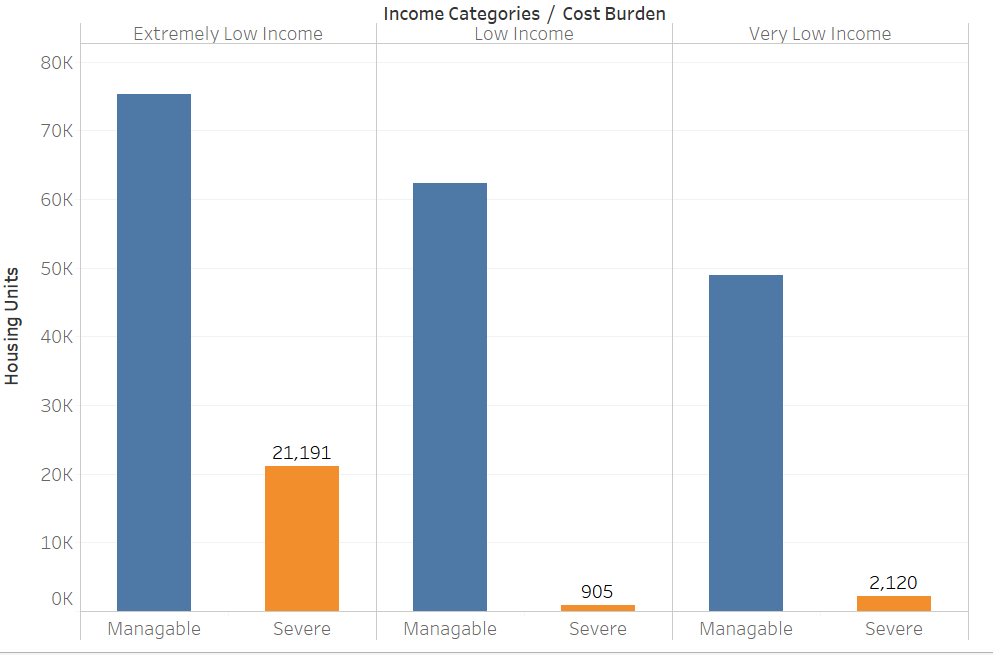 Income Categories / Cost Burden
Extremely Low Income Low Income Very Low Income
80K
70K
60K
50K
40K
30K
20K
10K
0K
Housing Units
21,191
905
2,120
Managable Severe Managable Severe Managable Severe